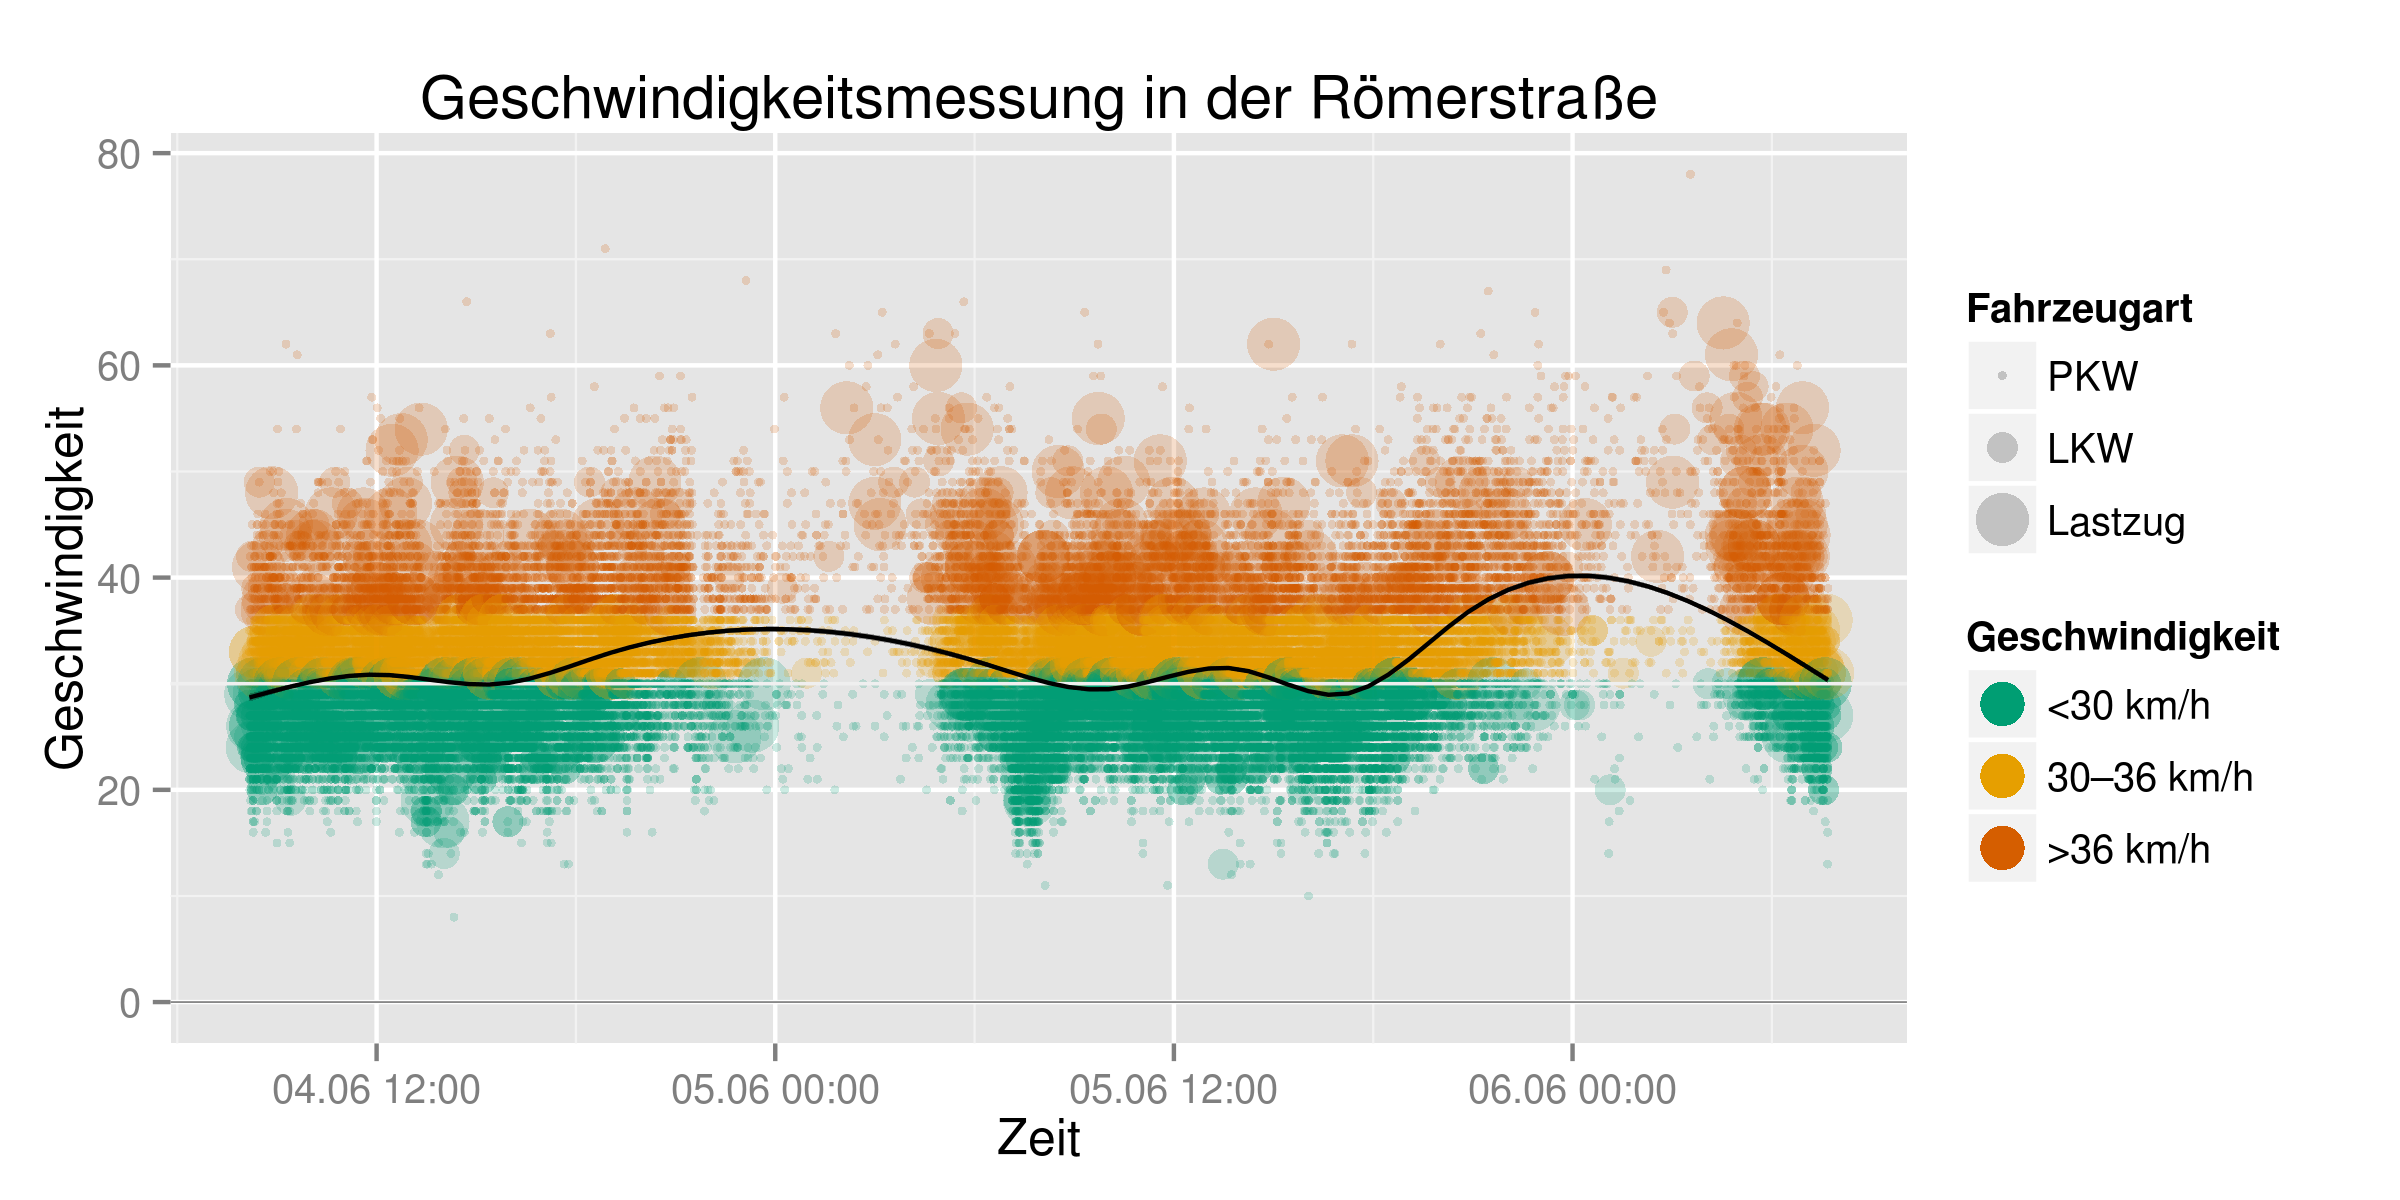 Geschwindigkeitsmessung in der Römerstraße
Geschwindigkeit
80
60
40
20
0
04.06 12:00
05.06 00:00
05.06 12:00
06.06 00:00
Zeit
Fahrzeugart
PKW
LKW
Lastzug
Geschwindigkeit
<30 km/h
30–36 km/h
>36 km/h